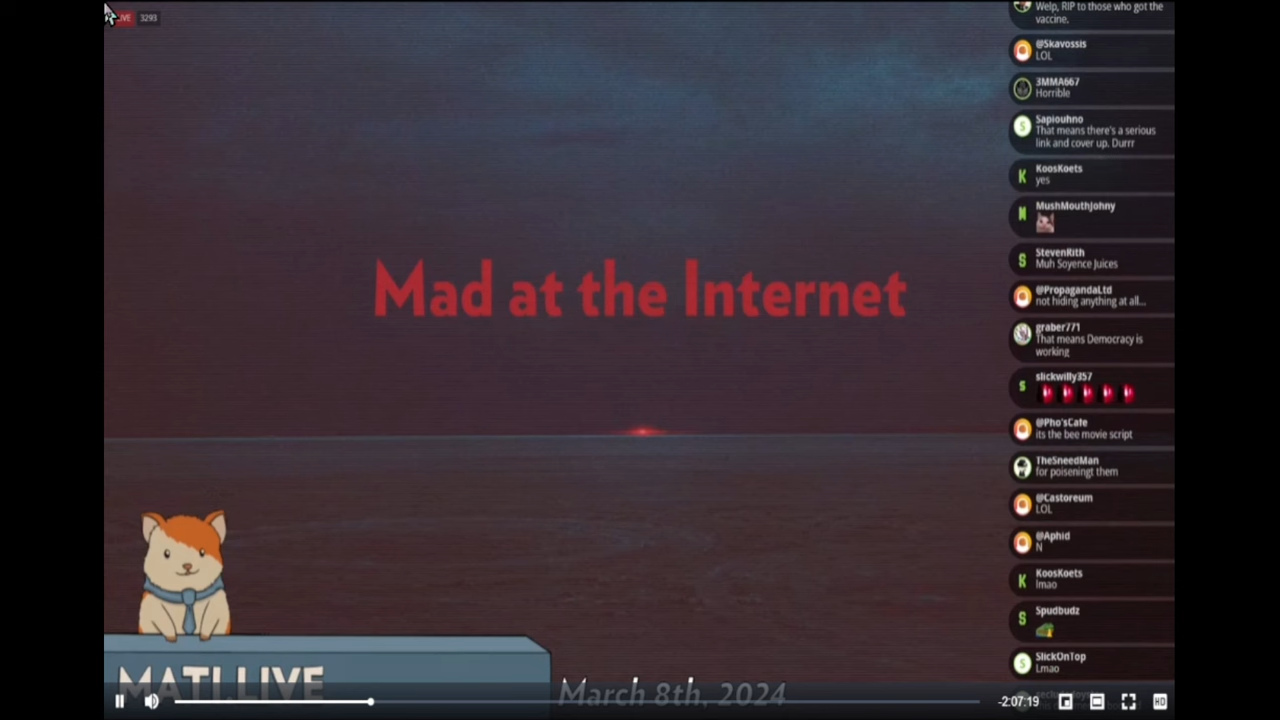 LIVE 3293
Mad at the Internet
MATI.LIVE
March 8th, 2024
-2:07:19
HD
Welp, RIP to those who got the
vaccine.
@Skavossis
LOL
3MMA667
Horrible
S
Sapiouhno
That means there's a serious
link and cover up. Durrr
K
KoosKoets
yes
MushMouthJohny
S
StevenRith
Muh Soyence Juices
@PropagandaLtd
not hiding anything at all...
graber771
That means Democracy is
working
S
slickwilly357
@Pho'sCafe
its the bee movie script
TheSneedMan
for poiseningt them
@Castoreum
LOL
@Aphid
N
K
KoosKoets
lmao
S
Spudbudz
S
SlickOnTop
Lmao